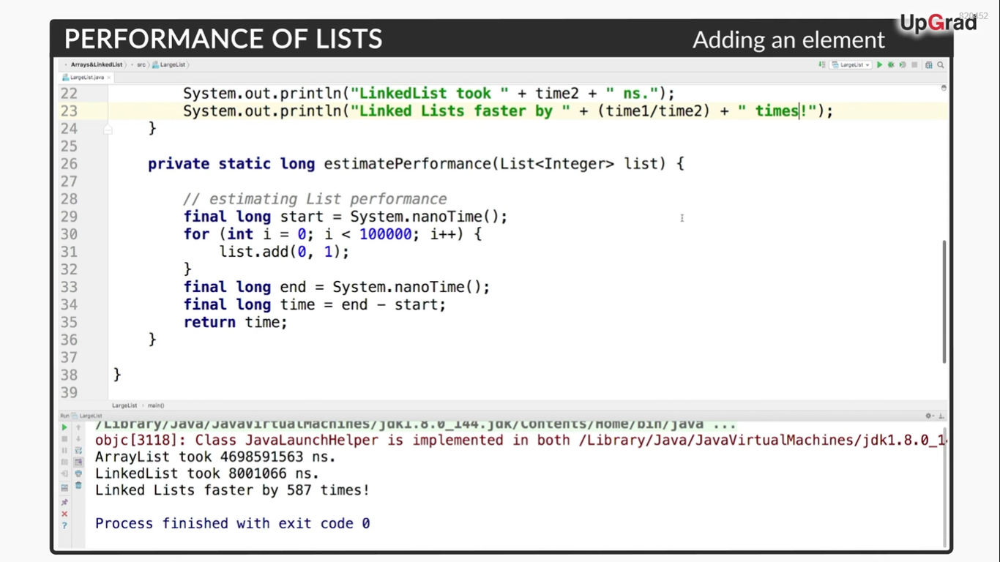 820452
UpGrad
PERFORMANCE OF LISTS
Adding an element
Arrays&LinkedList
src
LargeList
LargeList
LargeList.java
22 System.out.println("LinkedList took " + time2 + " ns.");
23 System.out.println("Linked Lists faster by " + (time1/time2) + " times!");
24 }
25
26 private static long estimatePerformance(List<Integer> list) {
27
28 // estimating List performance
29 final long start = System.nanoTime();
30 for (int i = 0; i < 100000; i++) {
31 list.add(0, 1);
32 }
33 final long end = System.nanoTime();
34 final long time = end - start;
35 return time;
36 }
37
38 }
39
LargeList › main()
Run LargeList
/Library/Java/JavaVirtualMachines/jdk1.8.0_144.jdk/Contents/Home/bin/java ...
objc[3118]: Class JavaLaunchHelper is implemented in both /Library/Java/JavaVirtualMachines/jdk1.8.0_1
ArrayList took 4698591563 ns.
LinkedList took 8001066 ns.
Linked Lists faster by 587 times!
Process finished with exit code 0